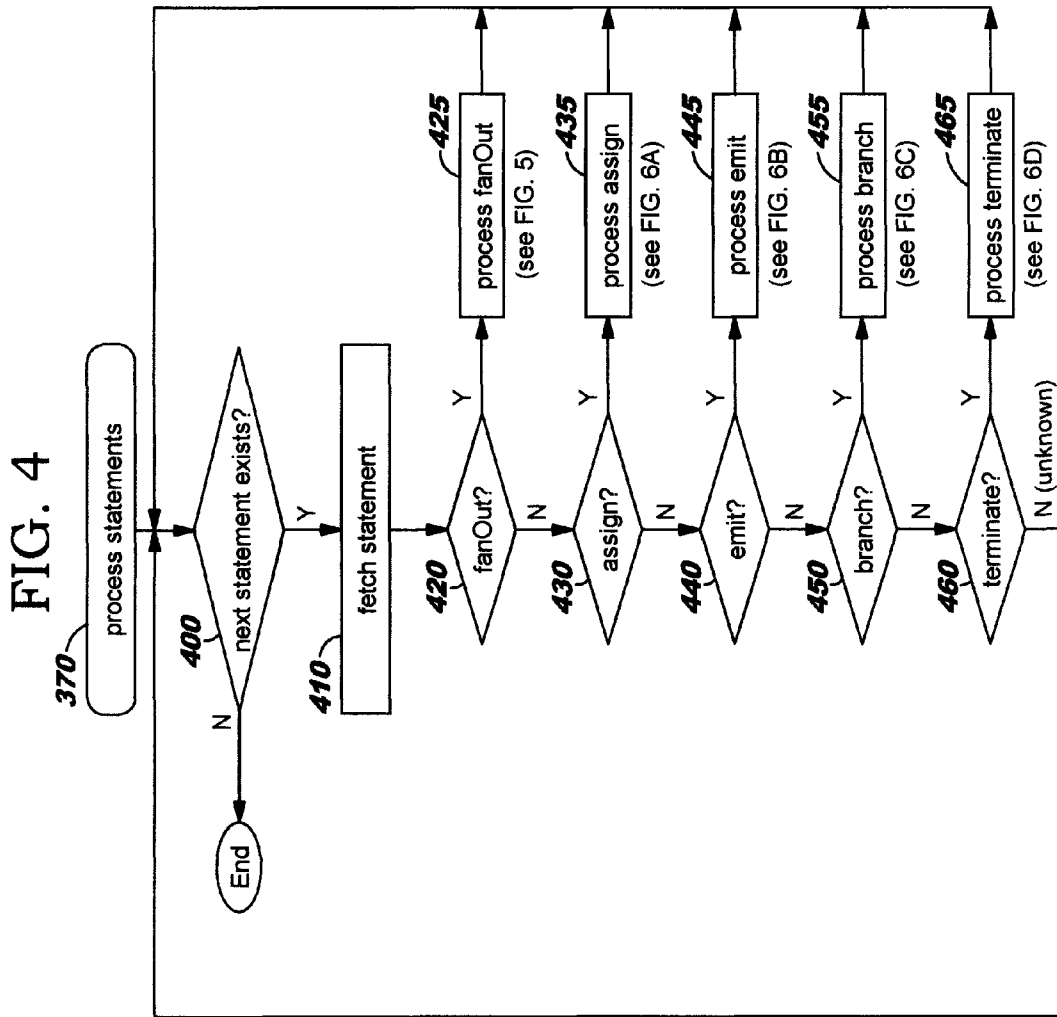 FIG. 4
370
process statements
400
next statement exists?
N
End
Y
410
fetch statement
420
fanOut?
Y
425
process fanOut
(see FIG. 5)
N
430
assign?
Y
435
process assign
(see FIG. 6A)
N
440
emit?
Y
445
process emit
(see FIG. 6B)
N
450
branch?
Y
455
process branch
(see FIG. 6C)
N
460
terminate?
Y
465
process terminate
(see FIG. 6D)
N (unknown)